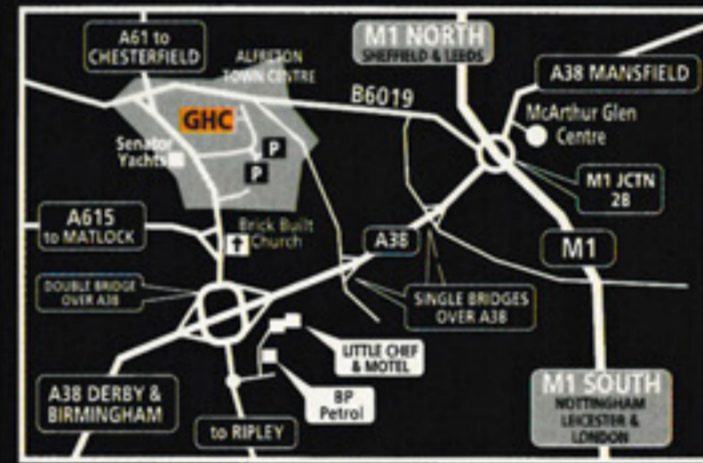 A61 to
CHESTERFIELD
ALFRETON
TOWN CENTRE
M1 NORTH
SHEFFIELD & LEEDS
A38 MANSFIELD
B6019
McArthur Glen
Centre
GHC
Senator
Yachts
P
P
M1 JCTN
28
A615
to MATLOCK
Brick Built
Church
A38
M1
DOUBLE BRIDGE
OVER A38
SINGLE BRIDGES
OVER A38
LITTLE CHEF
& MOTEL
A38 DERBY &
BIRMINGHAM
BP
Petrol
to RIPLEY
M1 SOUTH
NOTTINGHAM
LEICESTER &
LONDON